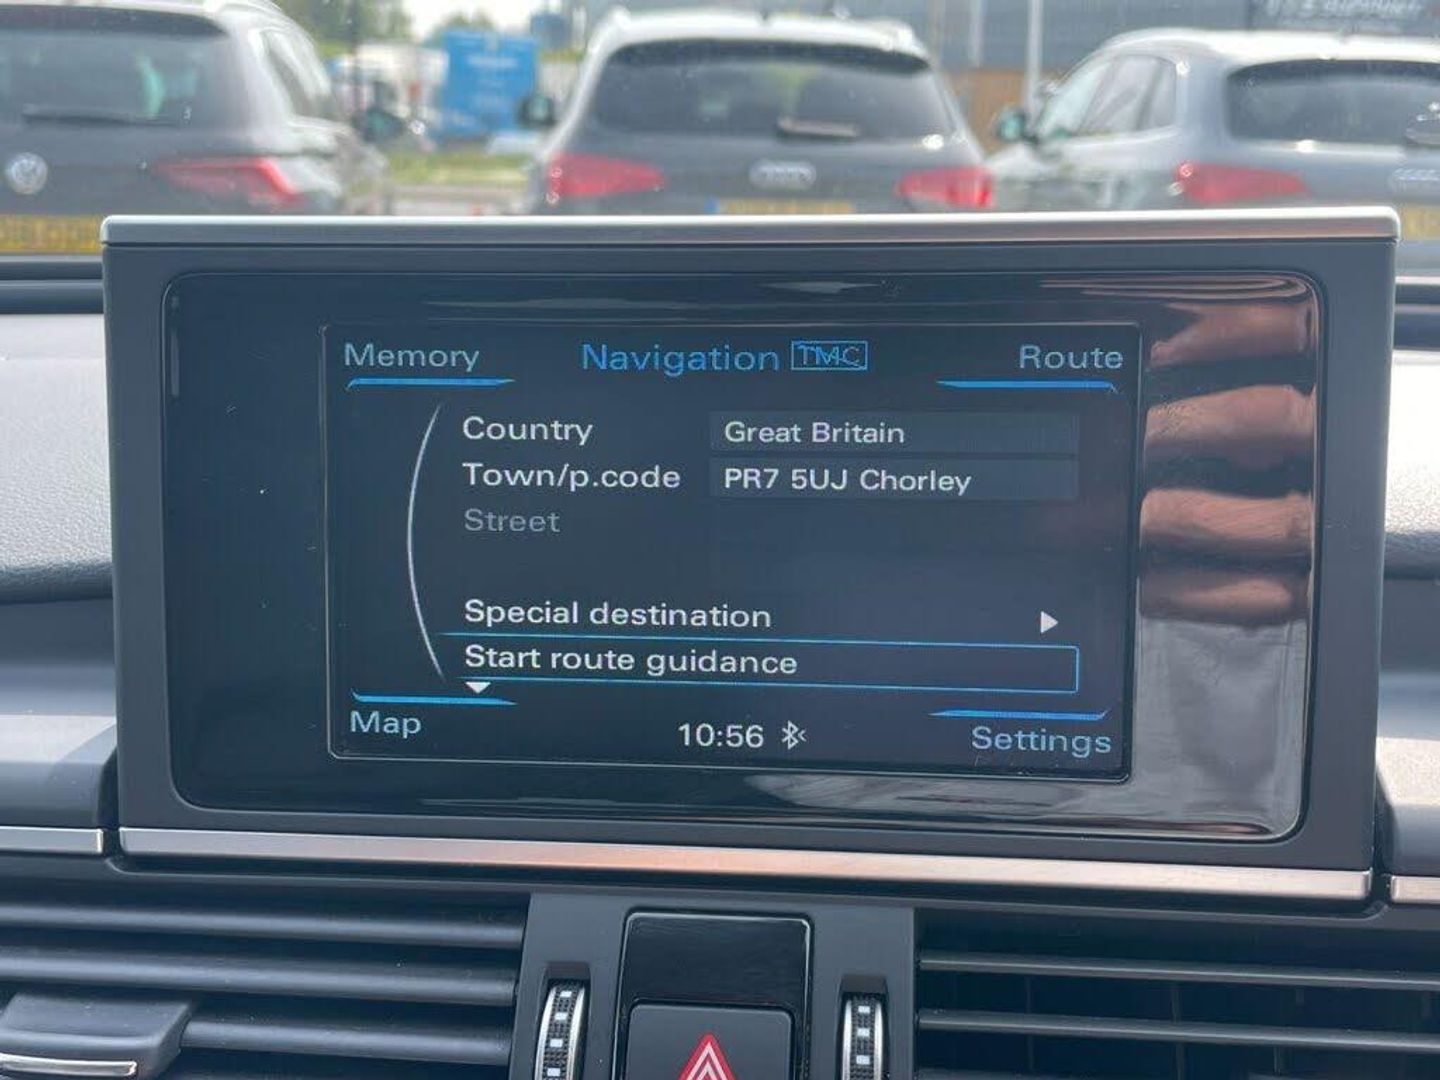 Memory Navigation TMC Route
Country Great Britain
Town/p.code PR7 5UJ Chorley
Street
Special destination
Start route guidance
Map 10:56 Settings